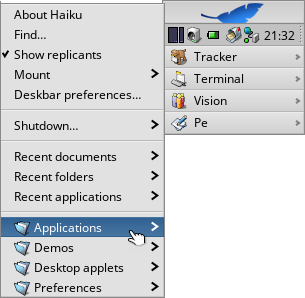 About Haiku
Find...
Show replicants
Mount
Deskbar preferences...
Shutdown...
Recent documents
Recent folders
Recent applications
Applications
Demos
Desktop applets
Preferences
21:32
Tracker
Terminal
Vision
Pe